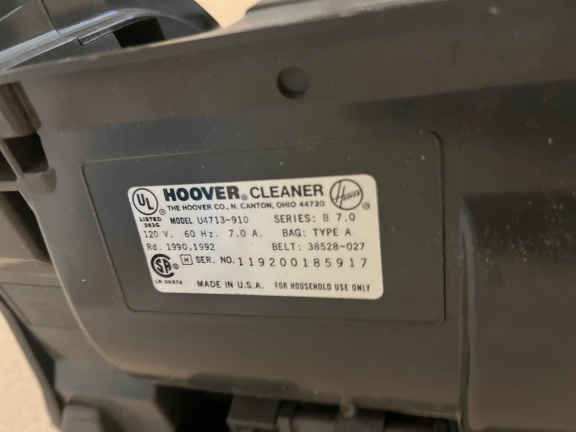 UL HOOVER® CLEANER Hoover
THE HOOVER CO., N. CANTON, OHIO 44720
LISTED
MODEL U4713-910 SERIES: B 7.0
120 V. 60 Hz. 7.0 A. BAG: TYPE A
Rd. 1990,1992 BELT: 38528-027
H SER. NO. 119200185917
MADE IN U.S.A. FOR HOUSEHOLD USE ONLY